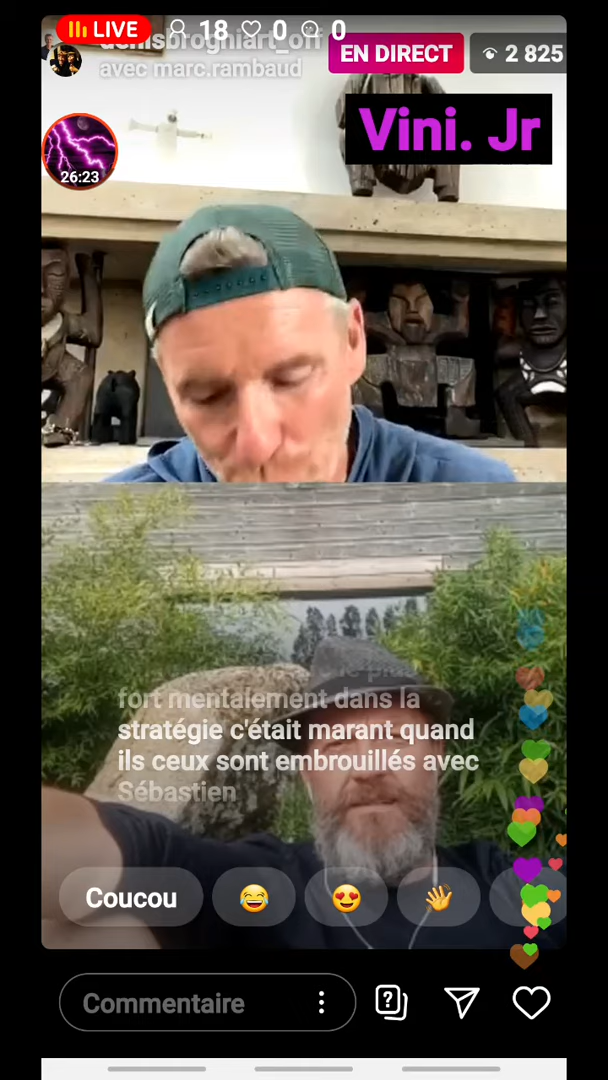 LIVE 18 0 0
denisbrogniart_off
avec marc.rambaud
EN DIRECT 2 825
Vini. Jr
26:23
fort mentalement dans la
stratégie c'était marant quand
ils ceux sont embrouillés avec
Sébastien
Coucou
Commentaire